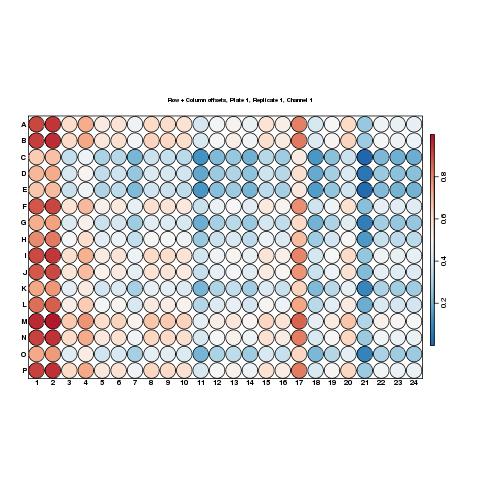 Row + Column offsets, Plate 1, Replicate 1, Channel 1
A
B
C
D
E
F
G
H
I
J
K
L
M
N
O
P
1 2 3 4 5 6 7 8 9 10 11 12 13 14 15 16 17 18 19 20 21 22 23 24
0.8
0.6
0.4
0.2